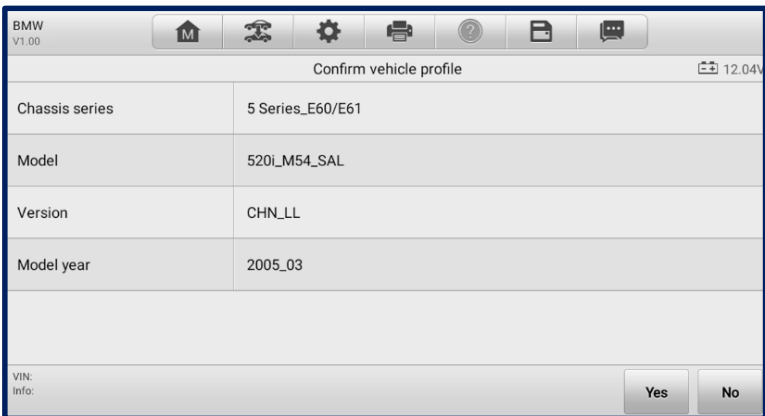 BMW
V1.00
M
?
Confirm vehicle profile
12.04V
Chassis series
5 Series_E60/E61
Model
520i_M54_SAL
Version
CHN_LL
Model year
2005_03
VIN:
Info:
Yes
No